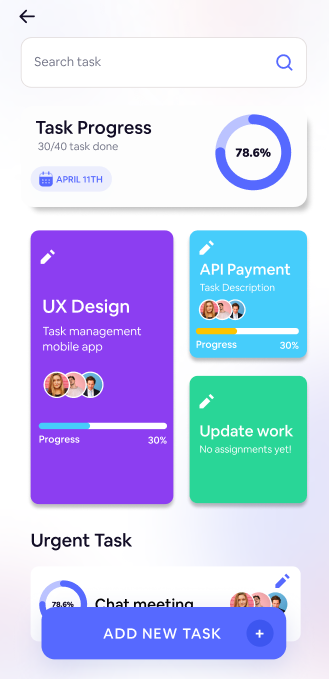 Search task
Task Progress
30/40 task done
78.6%
APRIL 11TH
UX Design
Task management
mobile app
Progress 30%
API Payment
Task Description
Progress 30%
Update work
No assignments yet!
Urgent Task
78.6%
Chat meeting
ADD NEW TASK +